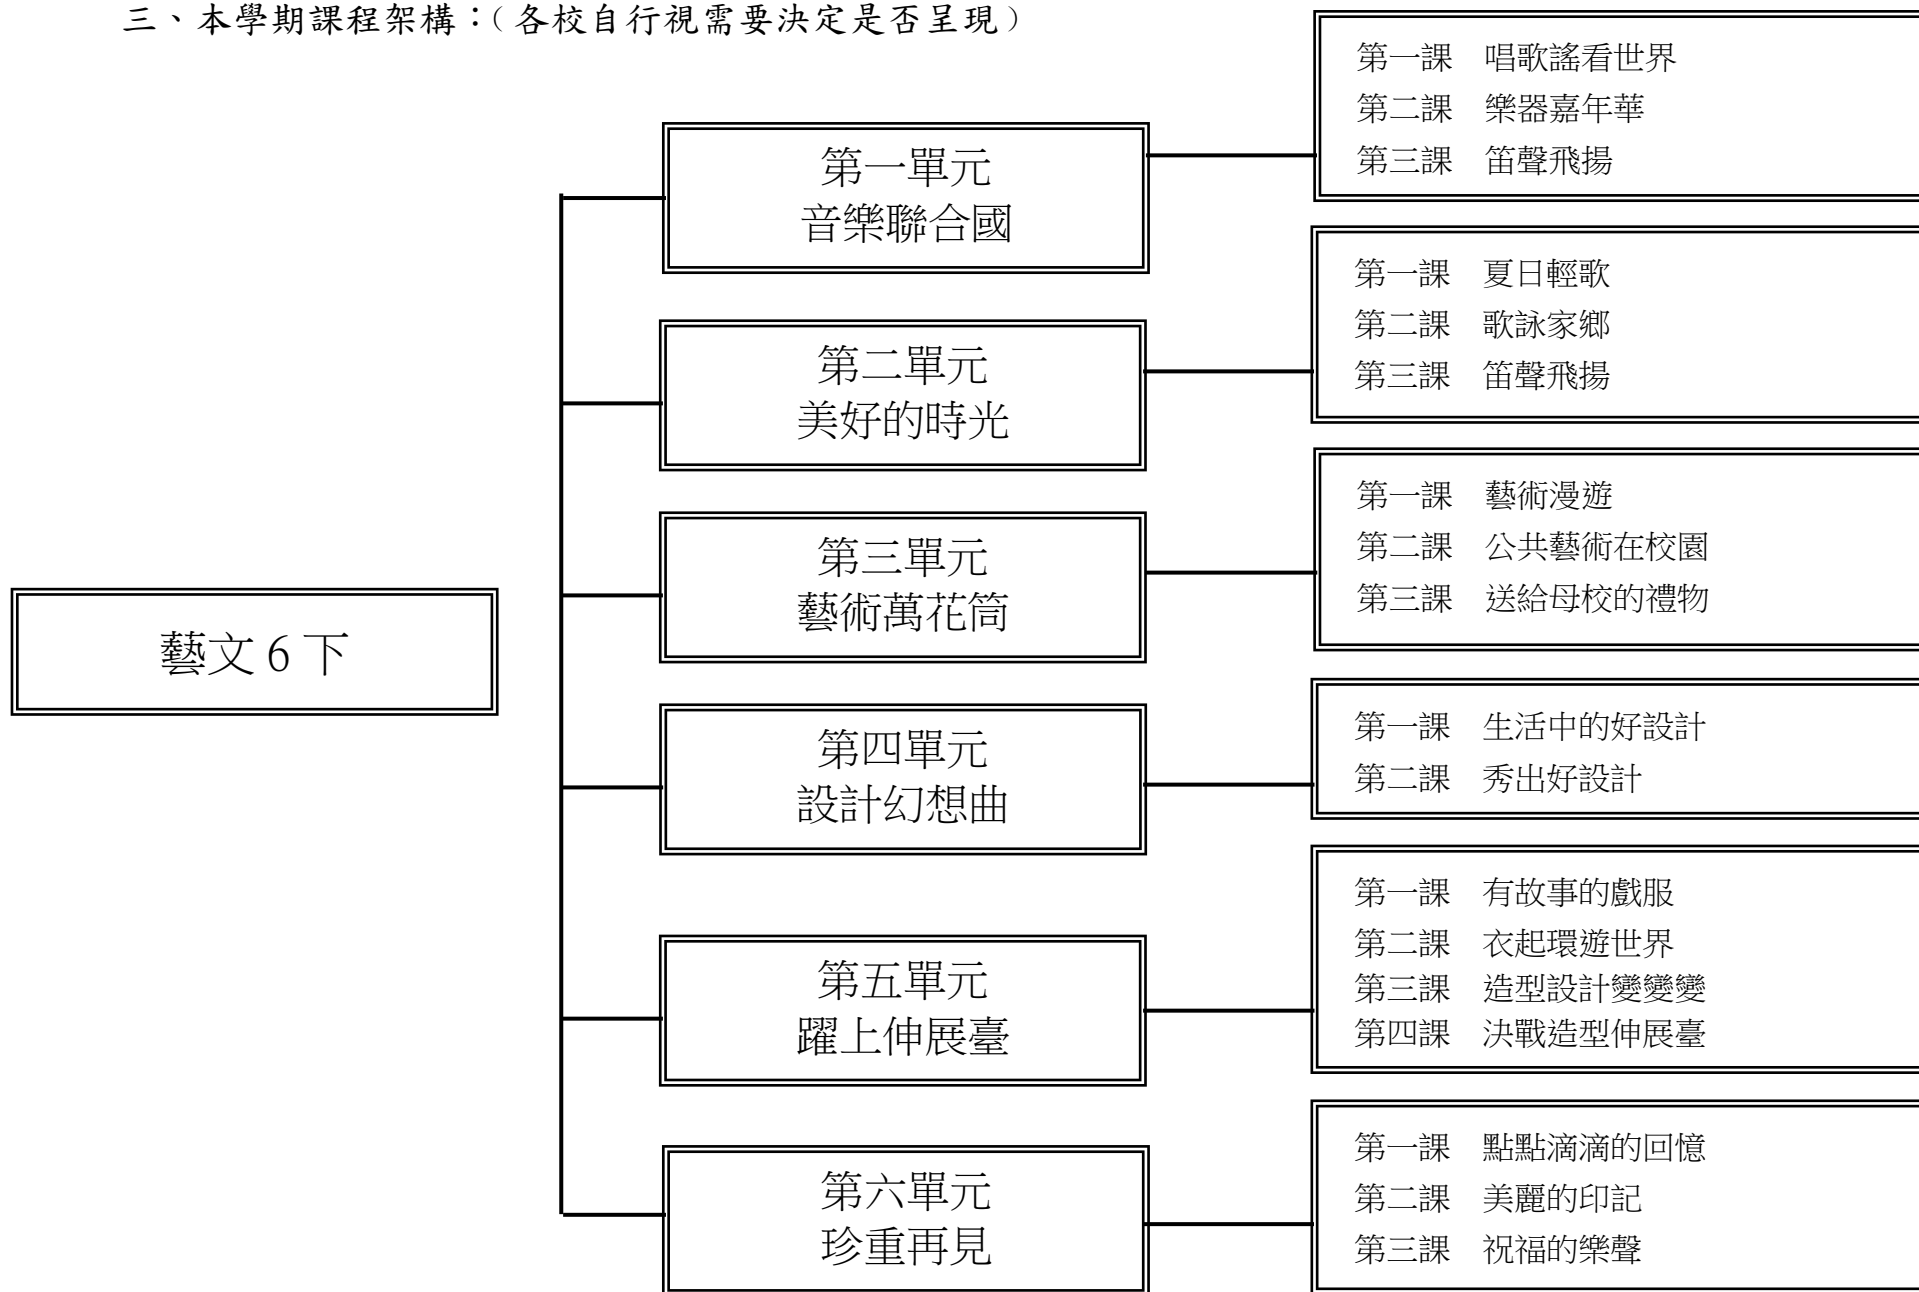 三、本學期課程架構：（各校自行視需要決定是否呈現）
藝文6下
第一單元
音樂聯合國
第一課 唱歌謠看世界
第二課 樂器嘉年華
第三課 笛聲飛揚
第二單元
美好的時光
第一課 夏日輕歌
第二課 歌詠家鄉
第三課 笛聲飛揚
第三單元
藝術萬花筒
第一課 藝術漫遊
第二課 公共藝術在校園
第三課 送給母校的禮物
第四單元
設計幻想曲
第一課 生活中的好設計
第二課 秀出好設計
第五單元
躍上伸展臺
第一課 有故事的戲服
第二課 衣起環遊世界
第三課 造型設計變變變
第四課 決戰造型伸展臺
第六單元
珍重再見
第一課 點點滴滴的回憶
第二課 美麗的印記
第三課 祝福的樂聲